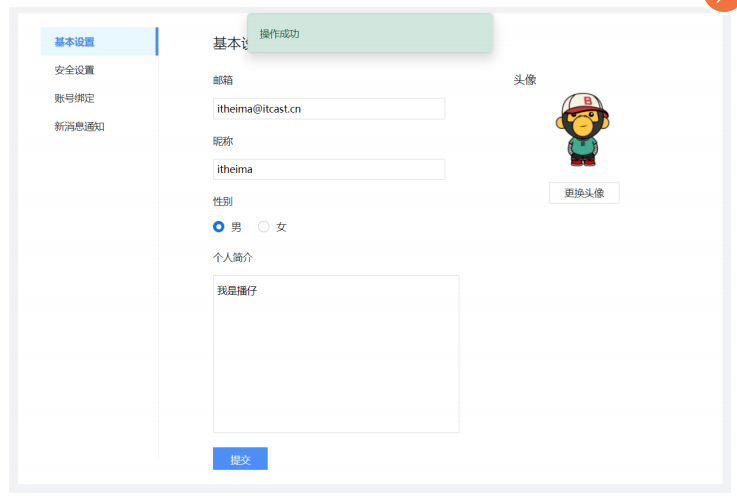 操作成功
基本设置
安全设置
账号绑定
新消息通知
基本设
邮箱
itheima@itcast.cn
昵称
itheima
性别
男
女
个人简介
我是播仔
提交
头像
B
更换头像